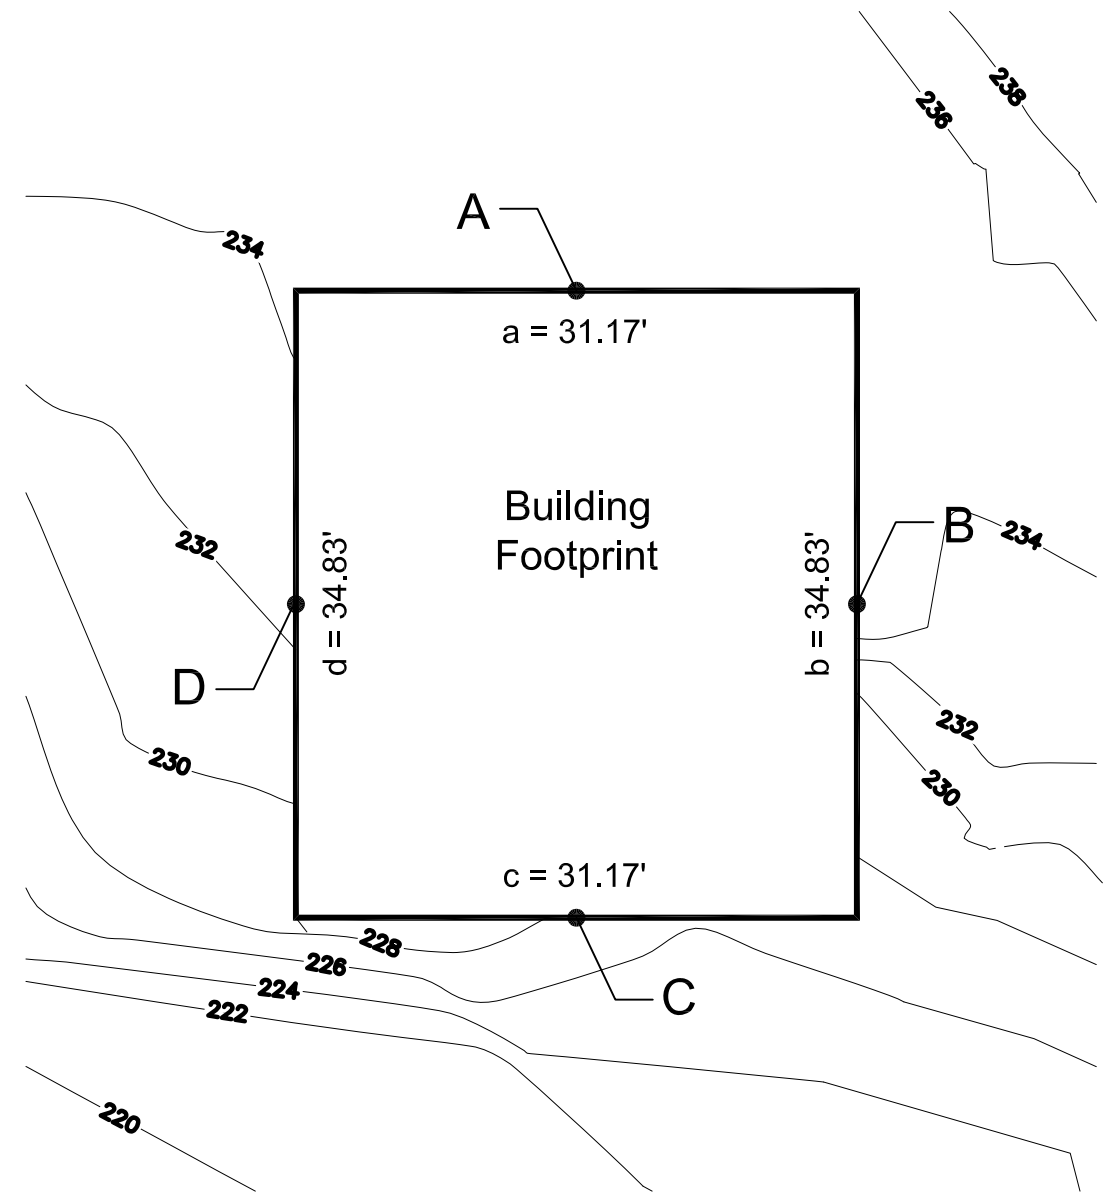 238
236
A
234
a = 31.17'
Building
Footprint
B
234
232
d = 34.83'
b = 34.83'
D
232
230
230
c = 31.17'
228
226
224
C
222
220